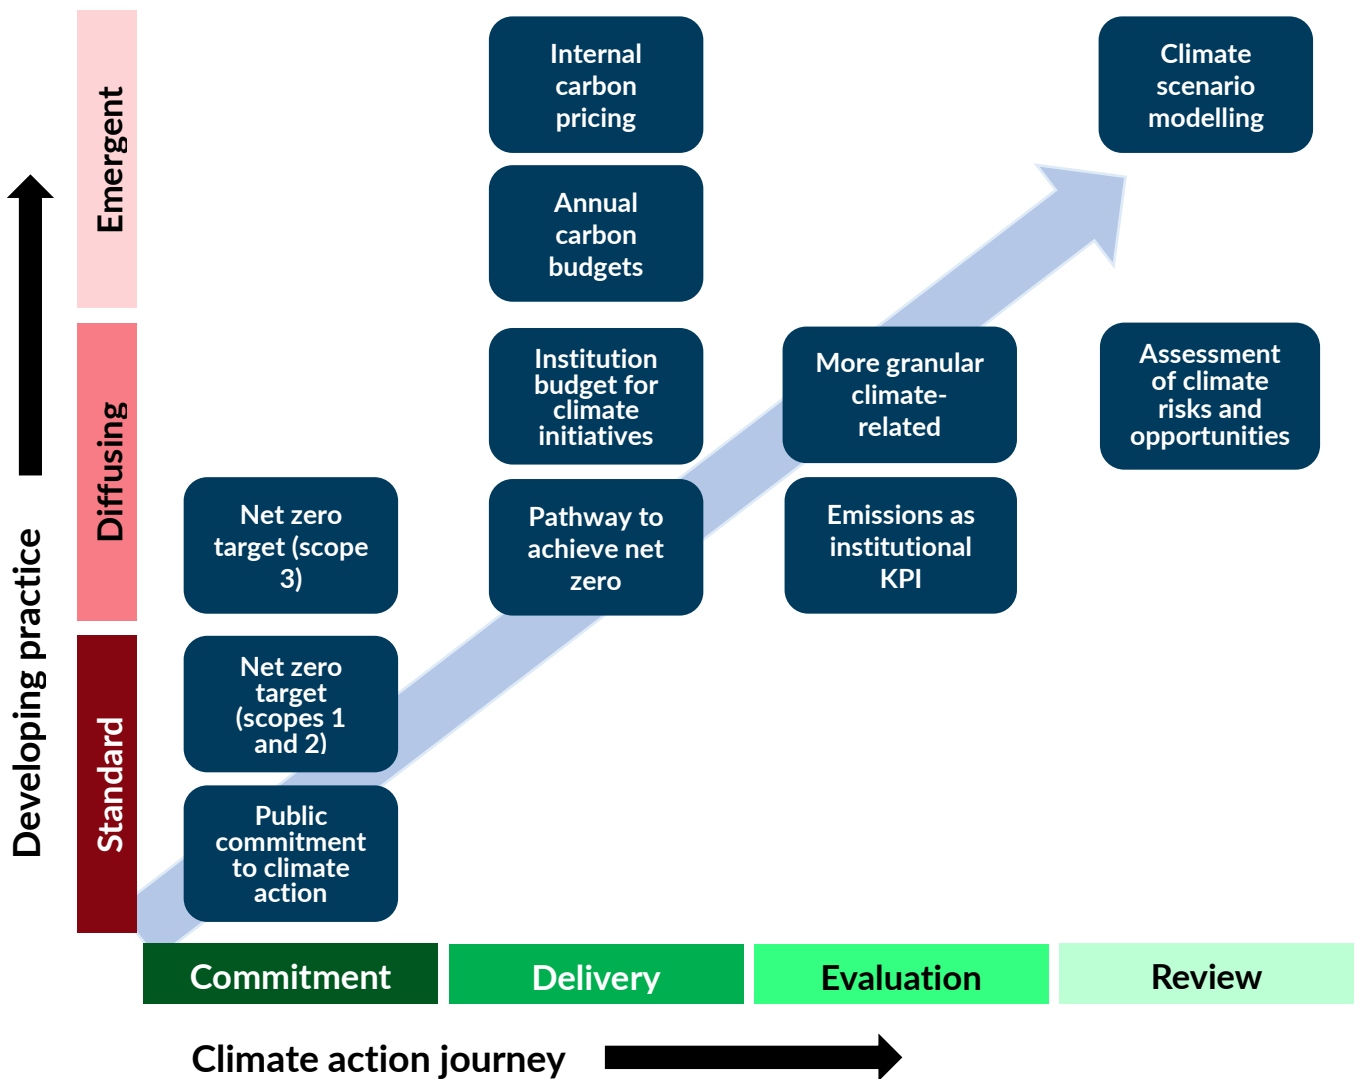 Developing practice
Emergent
Diffusing
Standard
Internal
carbon
pricing
Climate
scenario
modelling
Annual
carbon
budgets
Institution
budget for
climate
initiatives
More granular
climate-
related
Assessment
of climate
risks and
opportunities
Net zero
target (scope
3)
Pathway to
achieve net
zero
Emissions as
institutional
KPI
Net zero
target
(scopes 1
and 2)
Public
commitment
to climate
action
Commitment
Delivery
Evaluation
Review
Climate action journey